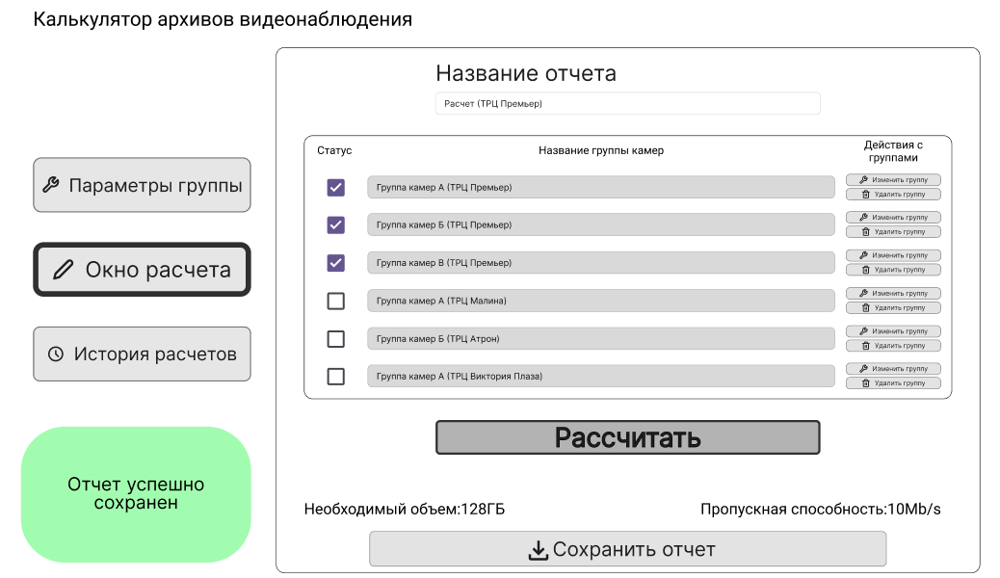 Калькулятор архивов видеонаблюдения
Параметры группы
Окно расчета
История расчетов
Отчет успешно
сохранен
Название отчета
Расчет (ТРЦ Премьер)
Статус
Название группы камер
Действия с
группами
Группа камер А (ТРЦ Премьер)
Изменить группу
Удалить группу
Группа камер Б (ТРЦ Премьер)
Изменить группу
Удалить группу
Группа камер В (ТРЦ Премьер)
Изменить группу
Удалить группу
Группа камер А (ТРЦ Малина)
Изменить группу
Удалить группу
Группа камер Б (ТРЦ Атрон)
Изменить группу
Удалить группу
Группа камер А (ТРЦ Виктория Плаза)
Изменить группу
Удалить группу
Рассчитать
Необходимый объем:128ГБ
Пропускная способность:10Mb/s
Сохранить отчет